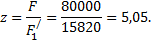 z = F / F₁′ = 80000 / 15820 = 5,05.